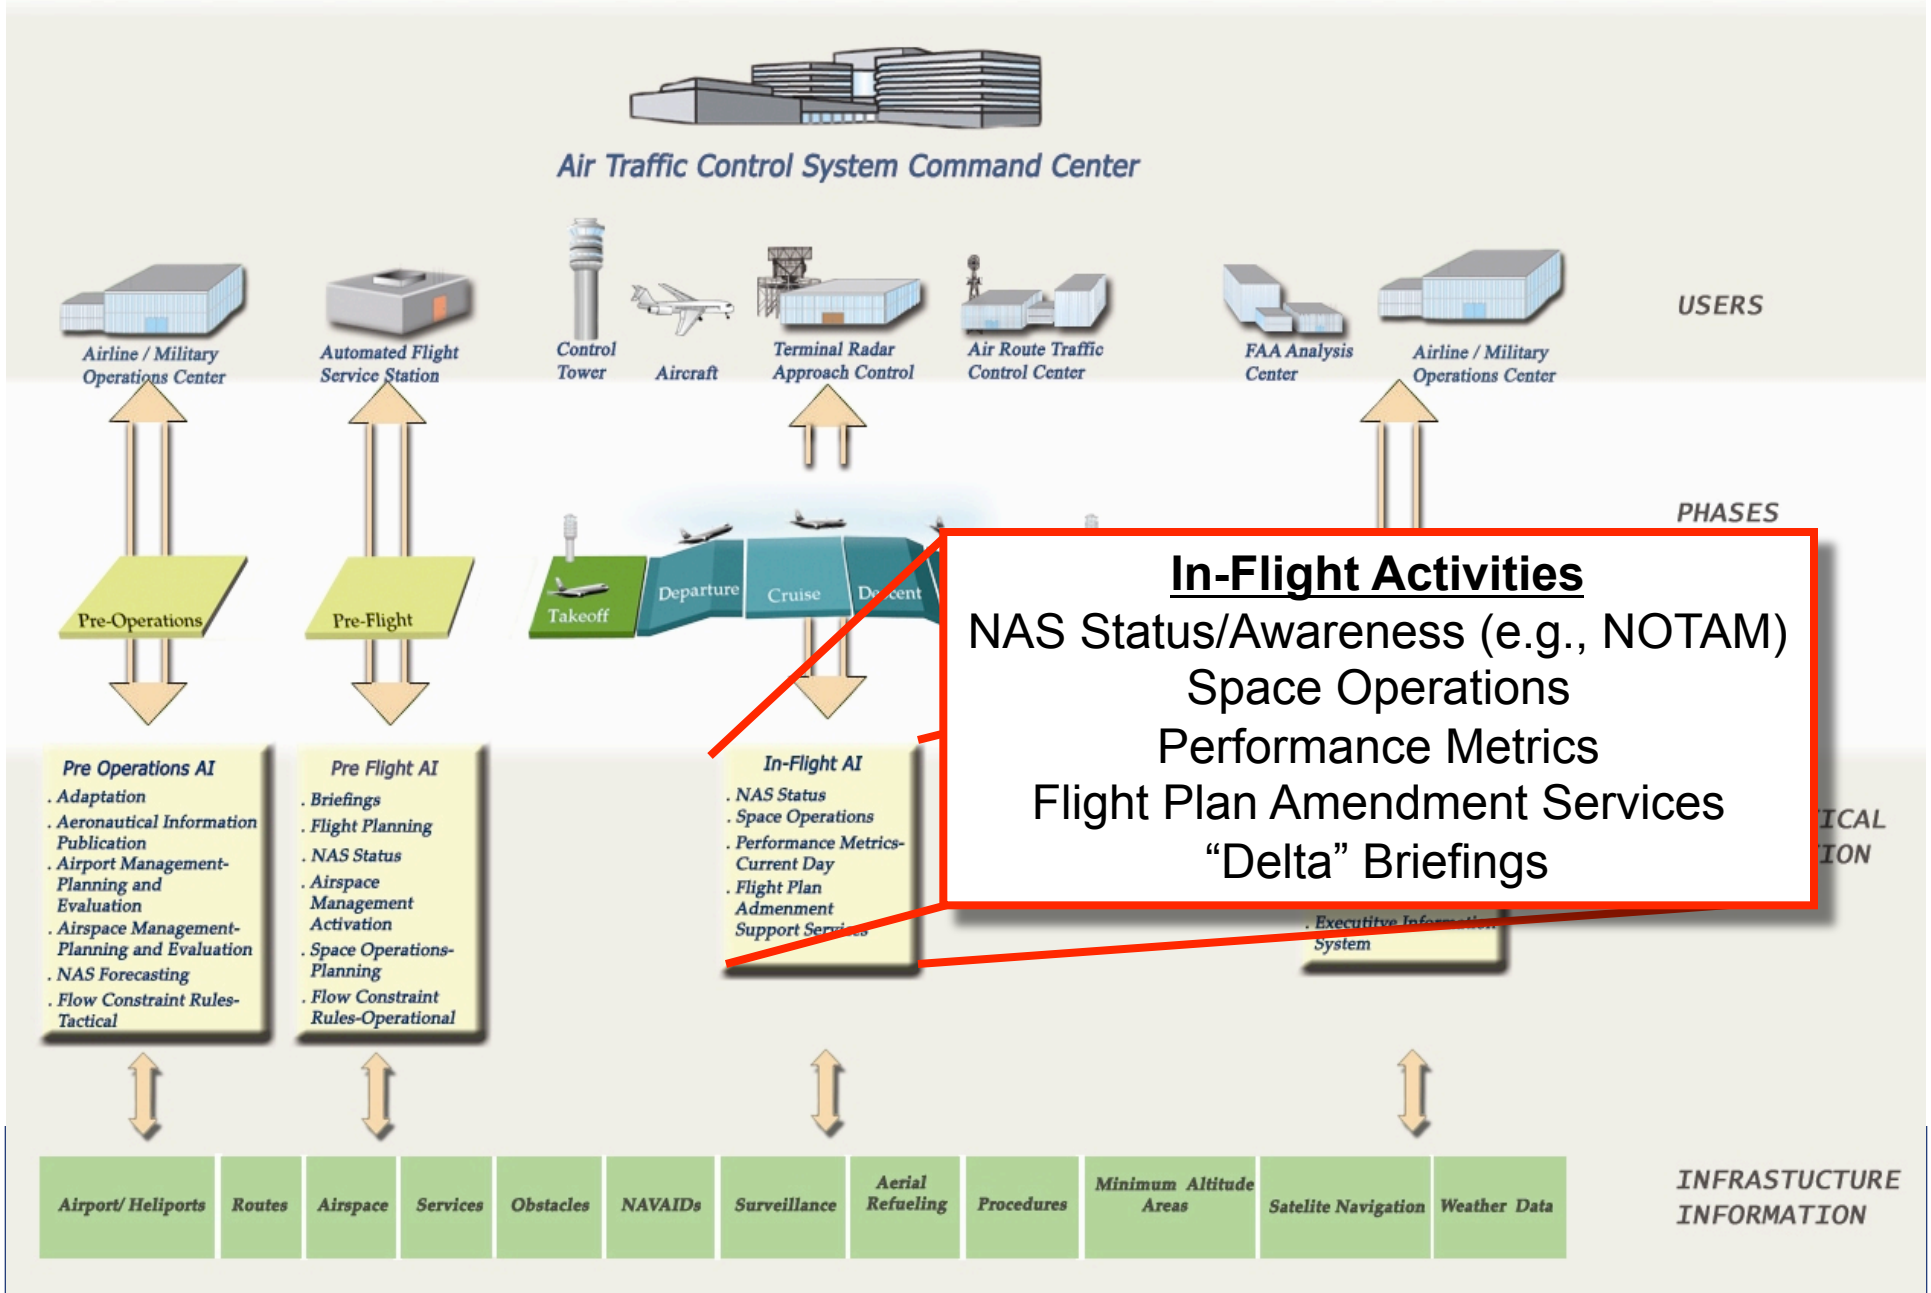 Air Traffic Control System Command Center
Airline / Military
Operations Center
Automated Flight
Service Station
Control
Tower
Aircraft
Terminal Radar
Approach Control
Air Route Traffic
Control Center
FAA Analysis
Center
Airline / Military
Operations Center
USERS
PHASES
Pre-Operations
Pre-Flight
Takeoff
Departure
Cruise
Descent
In-Flight Activities
NAS Status/Awareness (e.g., NOTAM)
Space Operations
Performance Metrics
Flight Plan Amendment Services
“Delta” Briefings
Pre Operations AI
. Adaptation
. Aeronautical Information
Publication
. Airport Management-
Planning and
Evaluation
. Airspace Management-
Planning and Evaluation
. NAS Forecasting
. Flow Constraint Rules-
Tactical
Pre Flight AI
. Briefings
. Flight Planning
. NAS Status
. Airspace
Management
Activation
. Space Operations-
Planning
. Flow Constraint
Rules-Operational
In-Flight AI
. NAS Status
. Space Operations
. Performance Metrics-
Current Day
. Flight Plan
Admenment
Support Services
. Executitve Information
System
Airport/ Heliports
Routes
Airspace
Services
Obstacles
NAVAIDs
Surveillance
Aerial
Refueling
Procedures
Minimum Altitude
Areas
Satelite Navigation
Weather Data
INFRASTUCTURE
INFORMATION